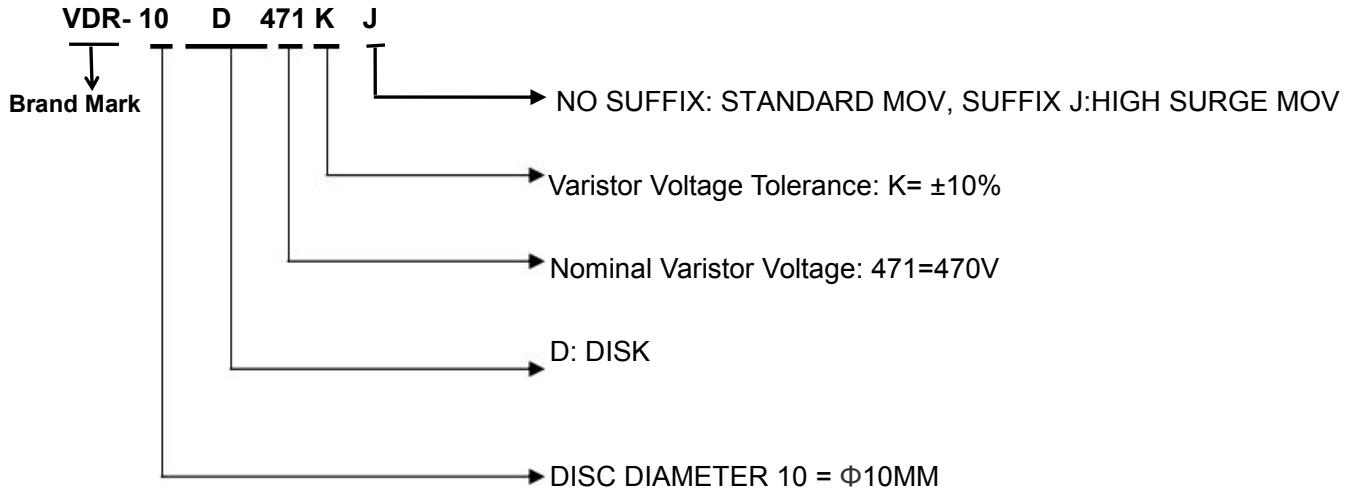 VDR- 10 D 471 K J
Brand Mark
NO SUFFIX: STANDARD MOV, SUFFIX J:HIGH SURGE MOV
Varistor Voltage Tolerance: K= ±10%
Nominal Varistor Voltage: 471=470V
D: DISK
DISC DIAMETER 10 = Φ10MM